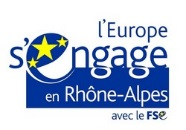 l'Europe
s'engage
en Rhône-Alpes
avec le FSE